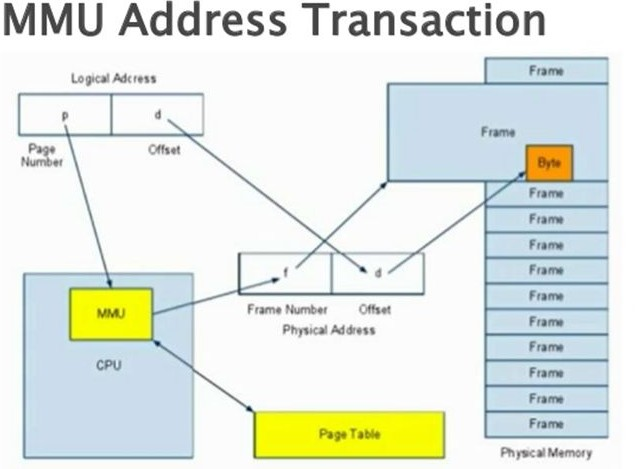 MMU Address Transaction
Logical Adcress
p
d
Page
Number
Offset
Frame
Frame
Byte
Frame
Frame
Frame
Frame
Frame
Frame
Frame
Frame
Frame
Frame
Physical Memory
f
d
Frame Number
Offset
Physical Address
MMU
CPU
Page Table